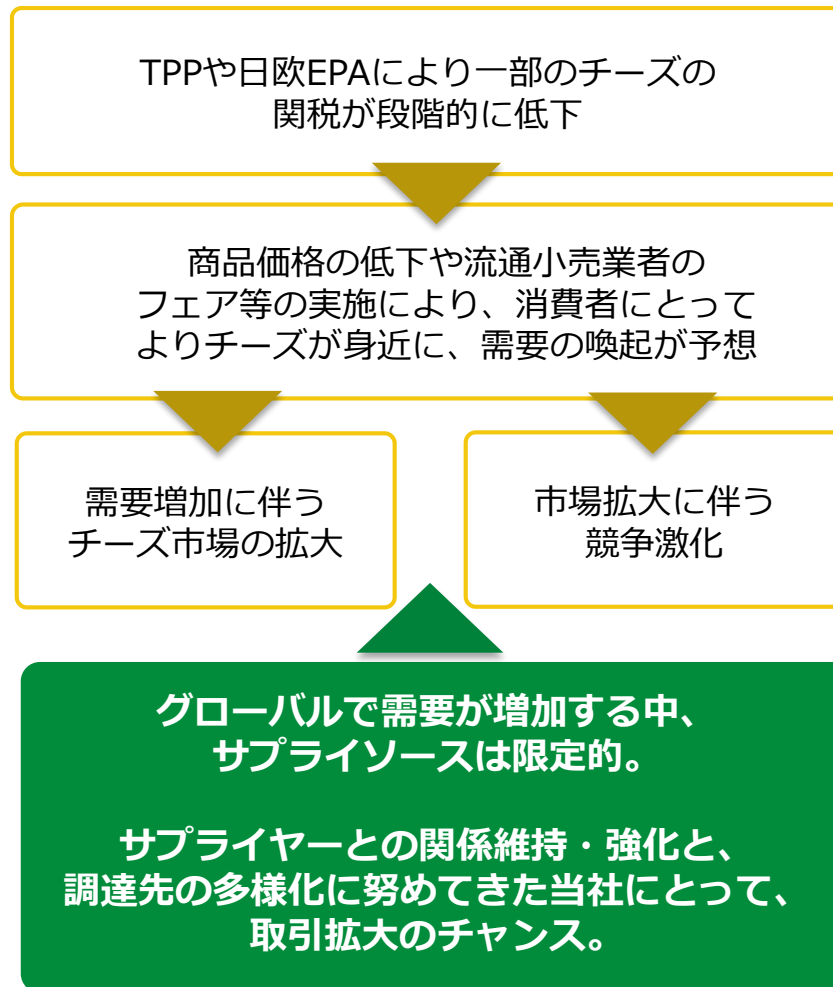 TPPや日欧EPAにより一部のチーズの
関税が段階的に低下
商品価格の低下や流通小売業者の
フェア等の実施により、消費者にとって
よりチーズが身近に、需要の喚起が予想
需要増加に伴う
チーズ市場の拡大
市場拡大に伴う
競争激化
グローバルで需要が増加する中、
サプライソースは限定的。
サプライヤーとの関係維持・強化と、
調達先の多様化に努めてきた当社にとって、
取引拡大のチャンス。